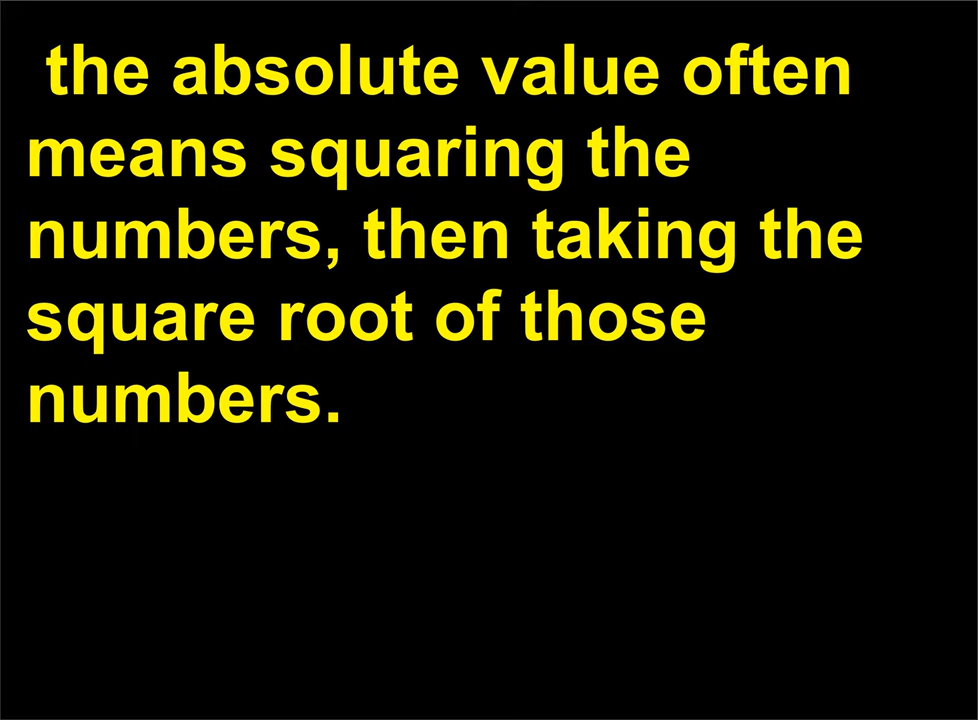 the absolute value often
means squaring the
numbers, then taking the
square root of those
numbers.